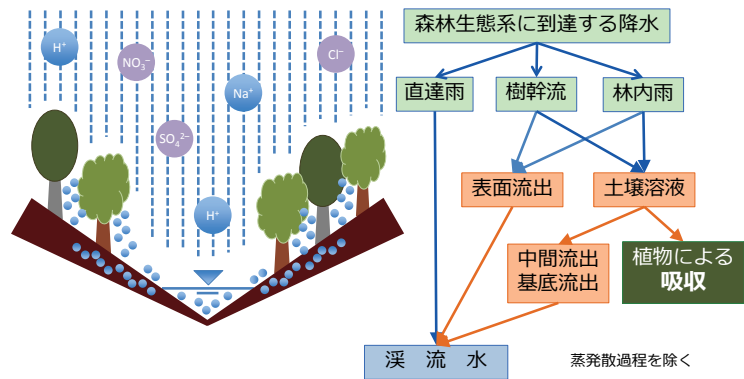 H⁺
NO₃⁻
Cl⁻
Na⁺
SO₄²⁻
H⁺
森林生態系に到達する降水
直達雨
樹幹流
林内雨
表面流出
土壌溶液
中間流出
基底流出
植物による
吸収
渓 流 水
蒸発散過程を除く